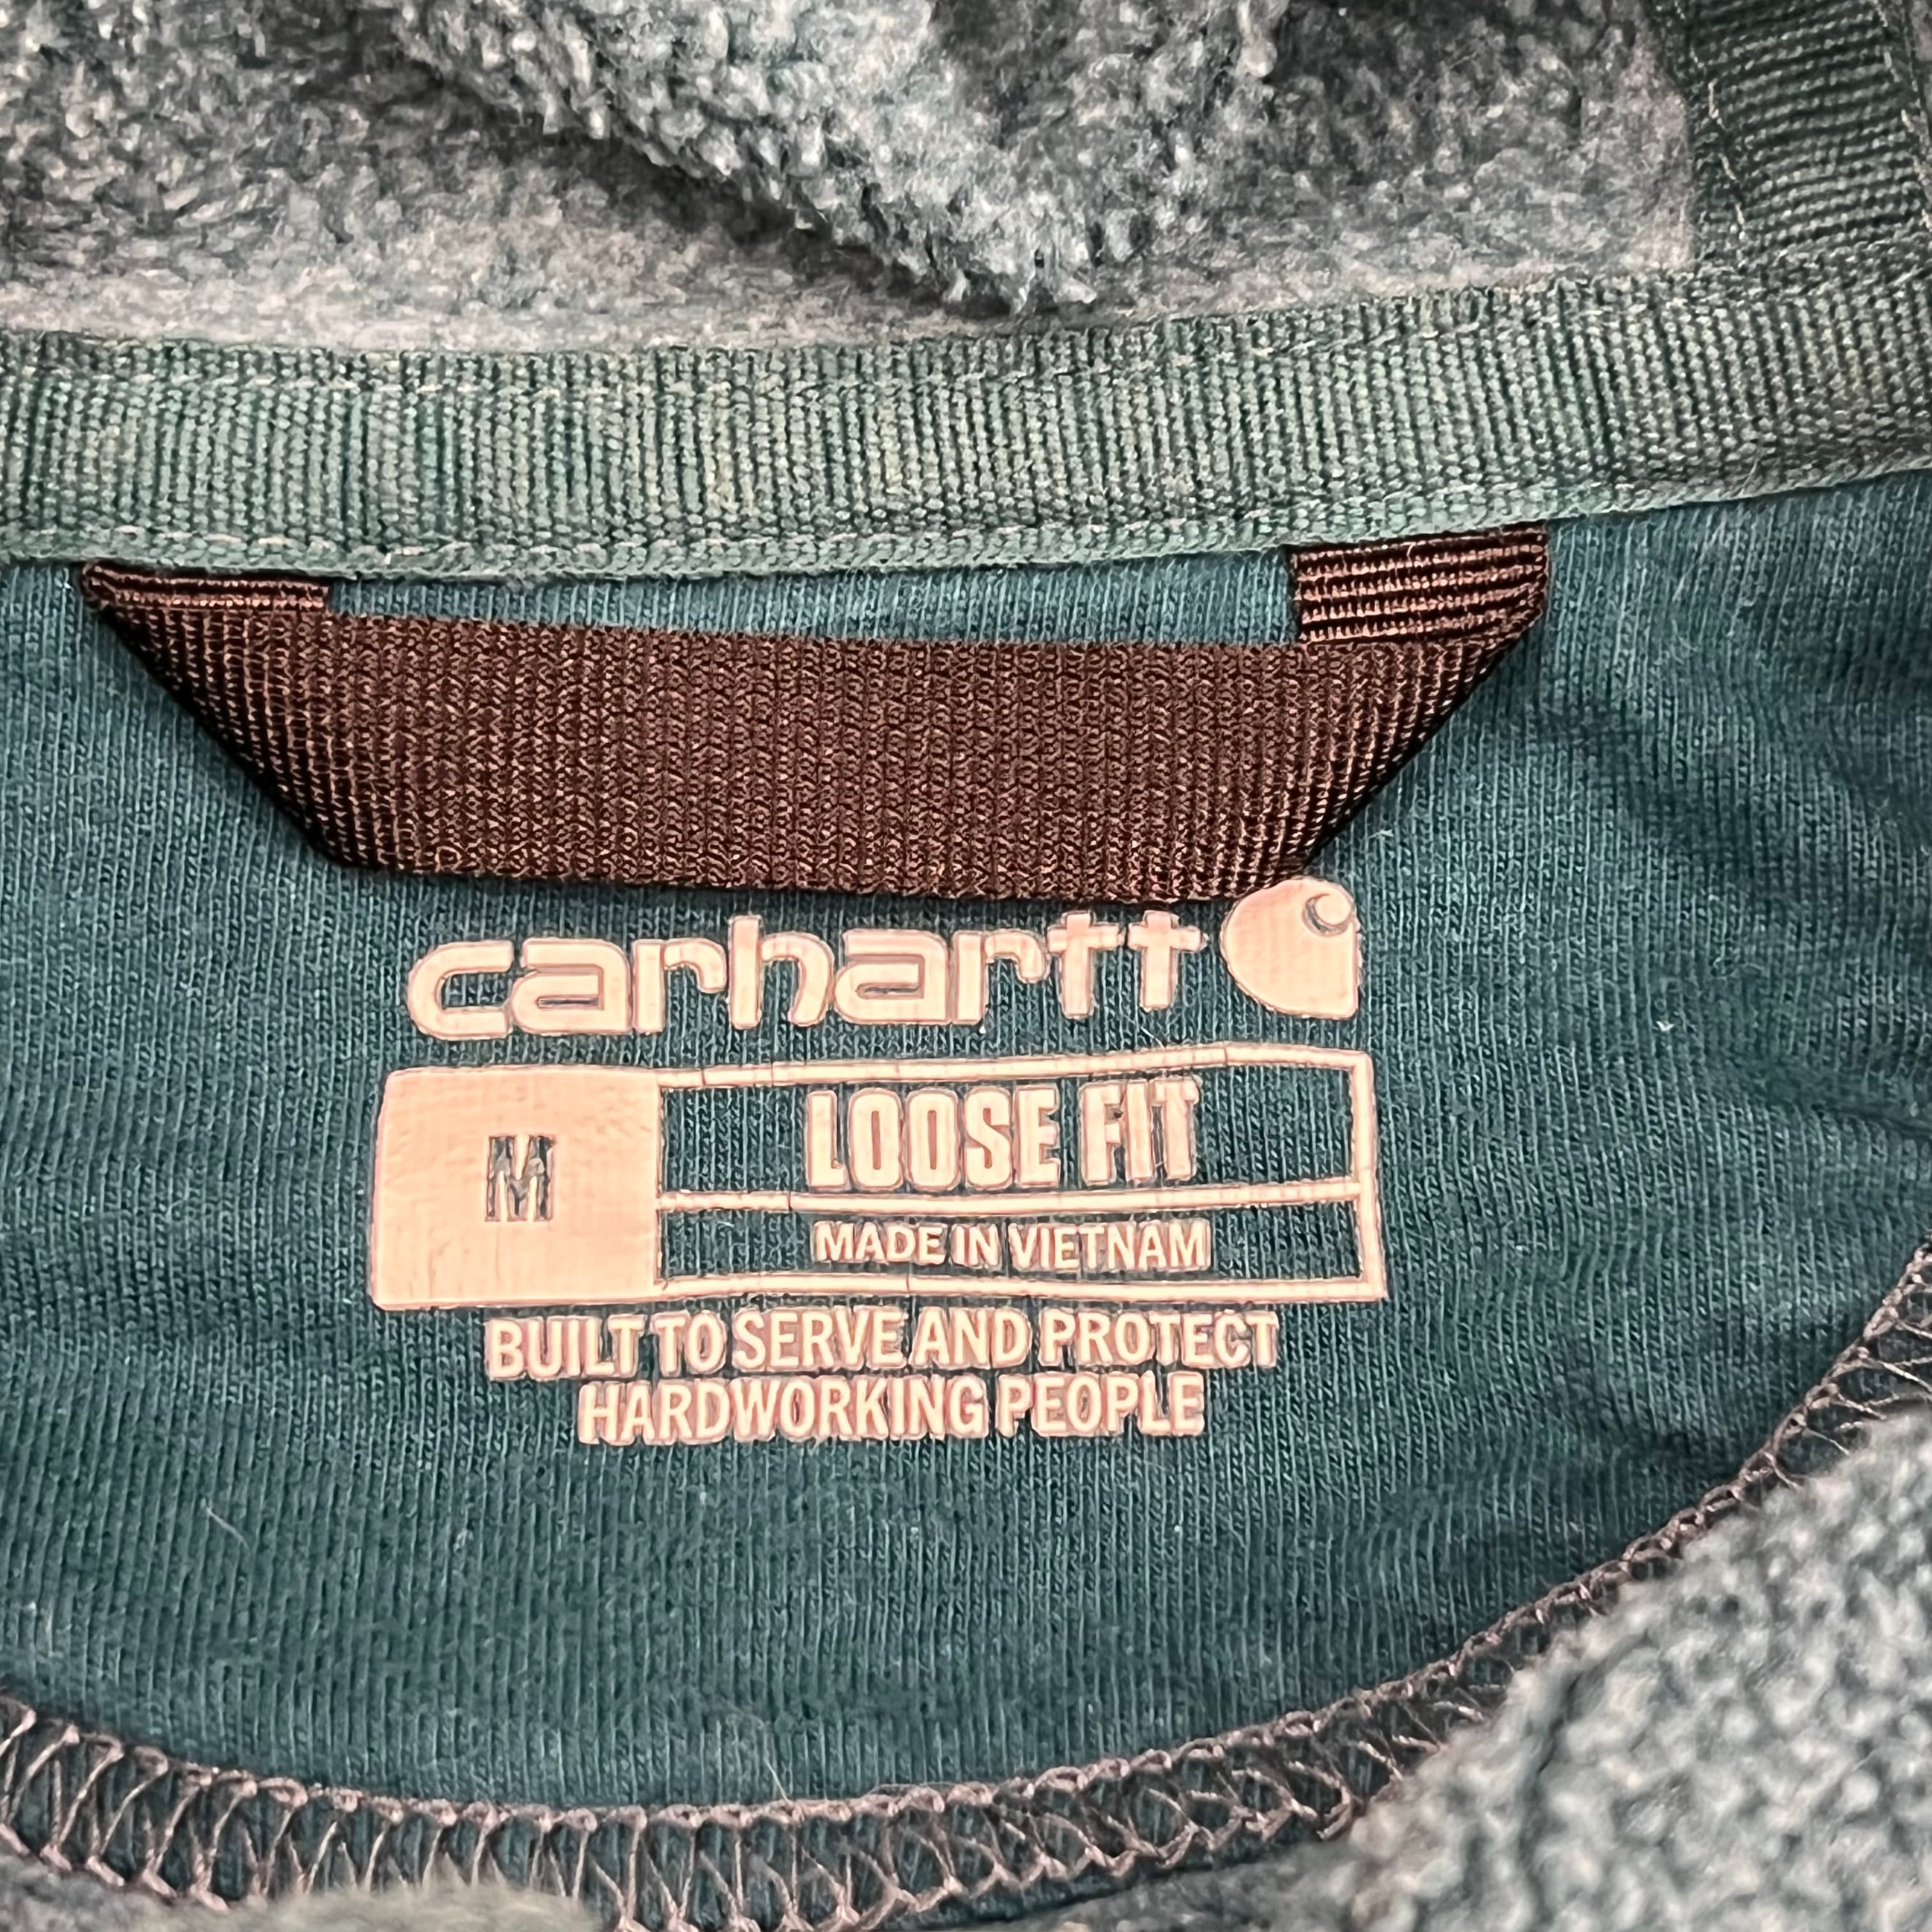 carhartt
M
LOOSE FIT
MADE IN VIETNAM
BUILT TO SERVE AND PROTECT
HARDWORKING PEOPLE